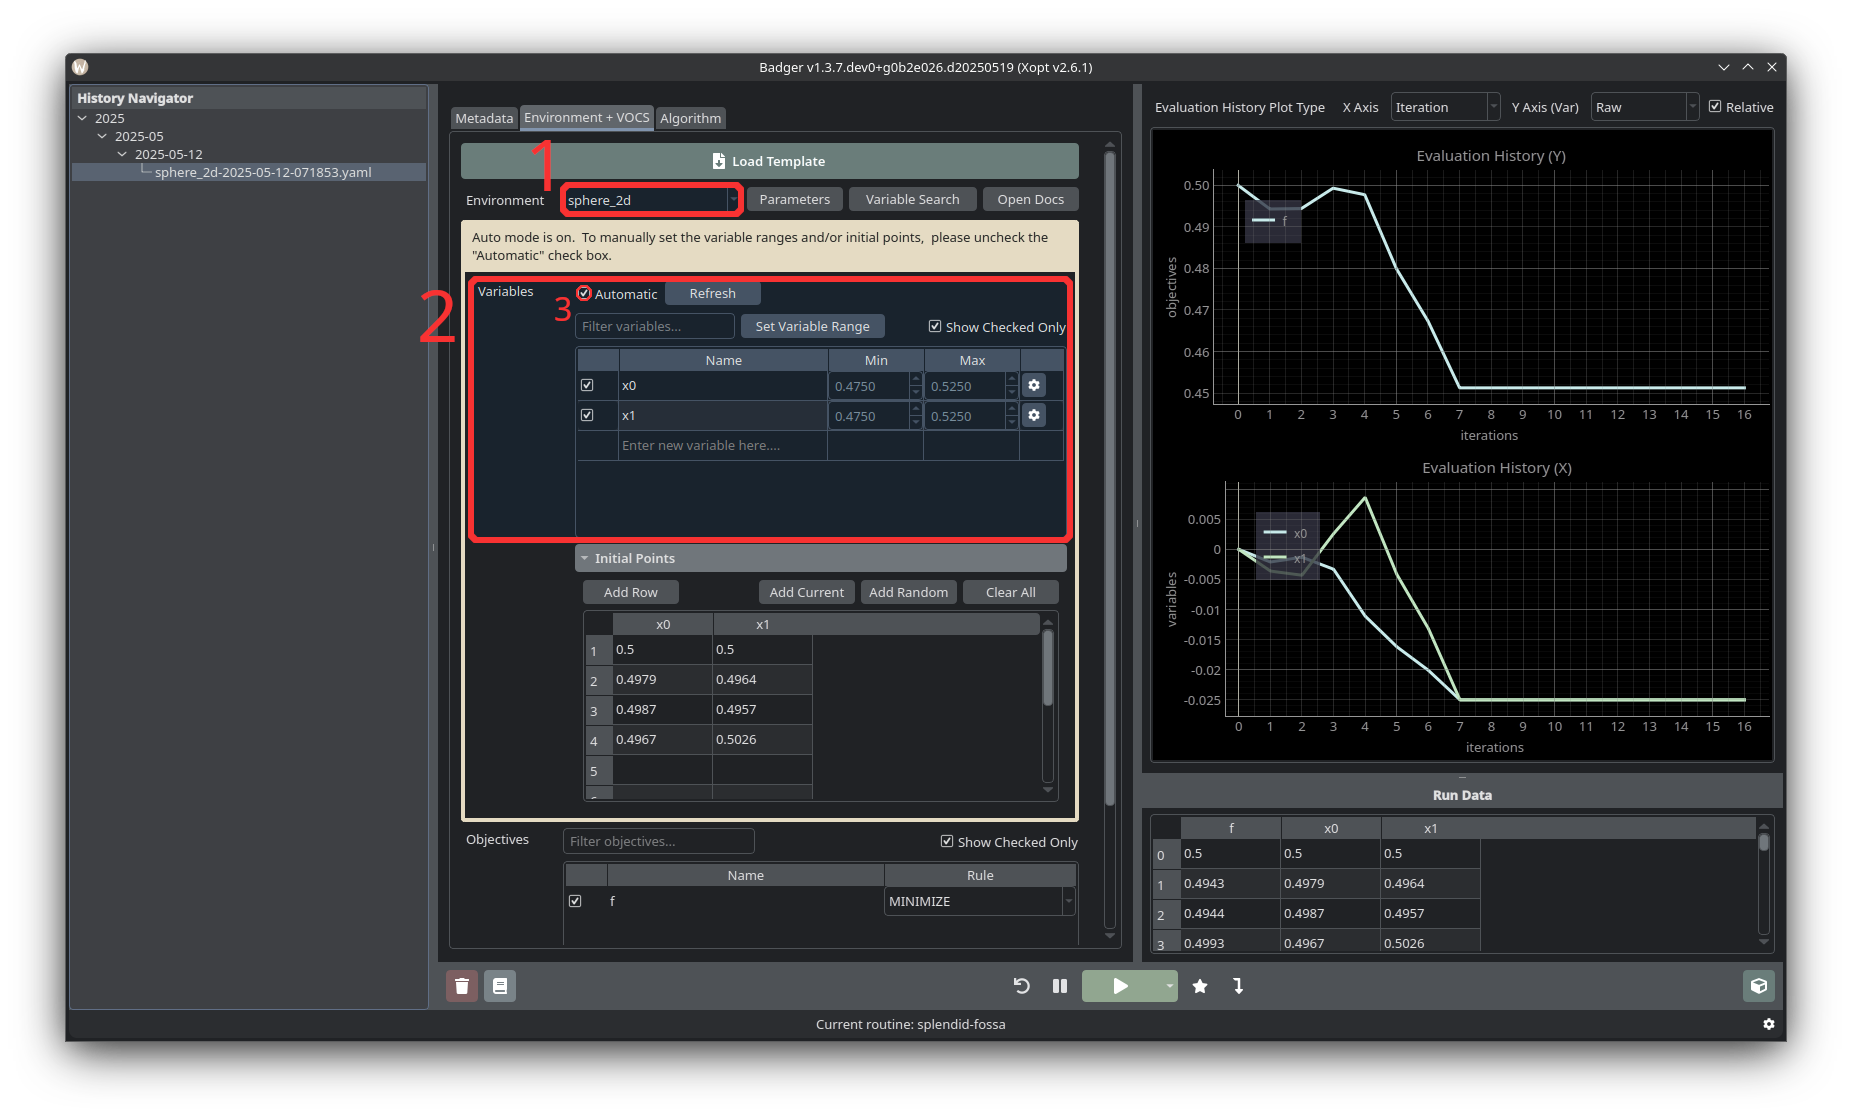 Badger v1.3.7.dev0+g0b2e026.d20250519 (Xopt v2.6.1)
History Navigator
2025
2025-05
2025-05-12
sphere_2d-2025-05-12-071853.yaml
Metadata Environment + VOCS Algorithm
1
Load Template
Environment sphere_2d Parameters Variable Search Open Docs
Auto mode is on. To manually set the variable ranges and/or initial points, please uncheck the
"Automatic" check box.
2
Variables Automatic Refresh
3
Filter variables... Set Variable Range Show Checked Only
Name Min Max
x0 0.4750 0.5250
x1 0.4750 0.5250
Enter new variable here....
Initial Points
Add Row Add Current Add Random Clear All
x0 x1
1 0.5 0.5
2 0.4979 0.4964
3 0.4987 0.4957
4 0.4967 0.5026
5
Objectives Filter objectives... Show Checked Only
Name Rule
f MINIMIZE
Evaluation History Plot Type X Axis Iteration Y Axis (Var) Raw Relative
Evaluation History (Y)
objectives
0.50
0.49
0.48
0.47
0.46
0.45
f
0 1 2 3 4 5 6 7 8 9 10 11 12 13 14 15 16
iterations
Evaluation History (X)
variables
0.005
0
-0.005
-0.01
-0.015
-0.02
-0.025
x0
x1
0 1 2 3 4 5 6 7 8 9 10 11 12 13 14 15 16
iterations
Run Data
f x0 x1
0 0.5 0.5 0.5
1 0.4943 0.4979 0.4964
2 0.4944 0.4987 0.4957
3 0.4993 0.4967 0.5026
Current routine: splendid-fossa